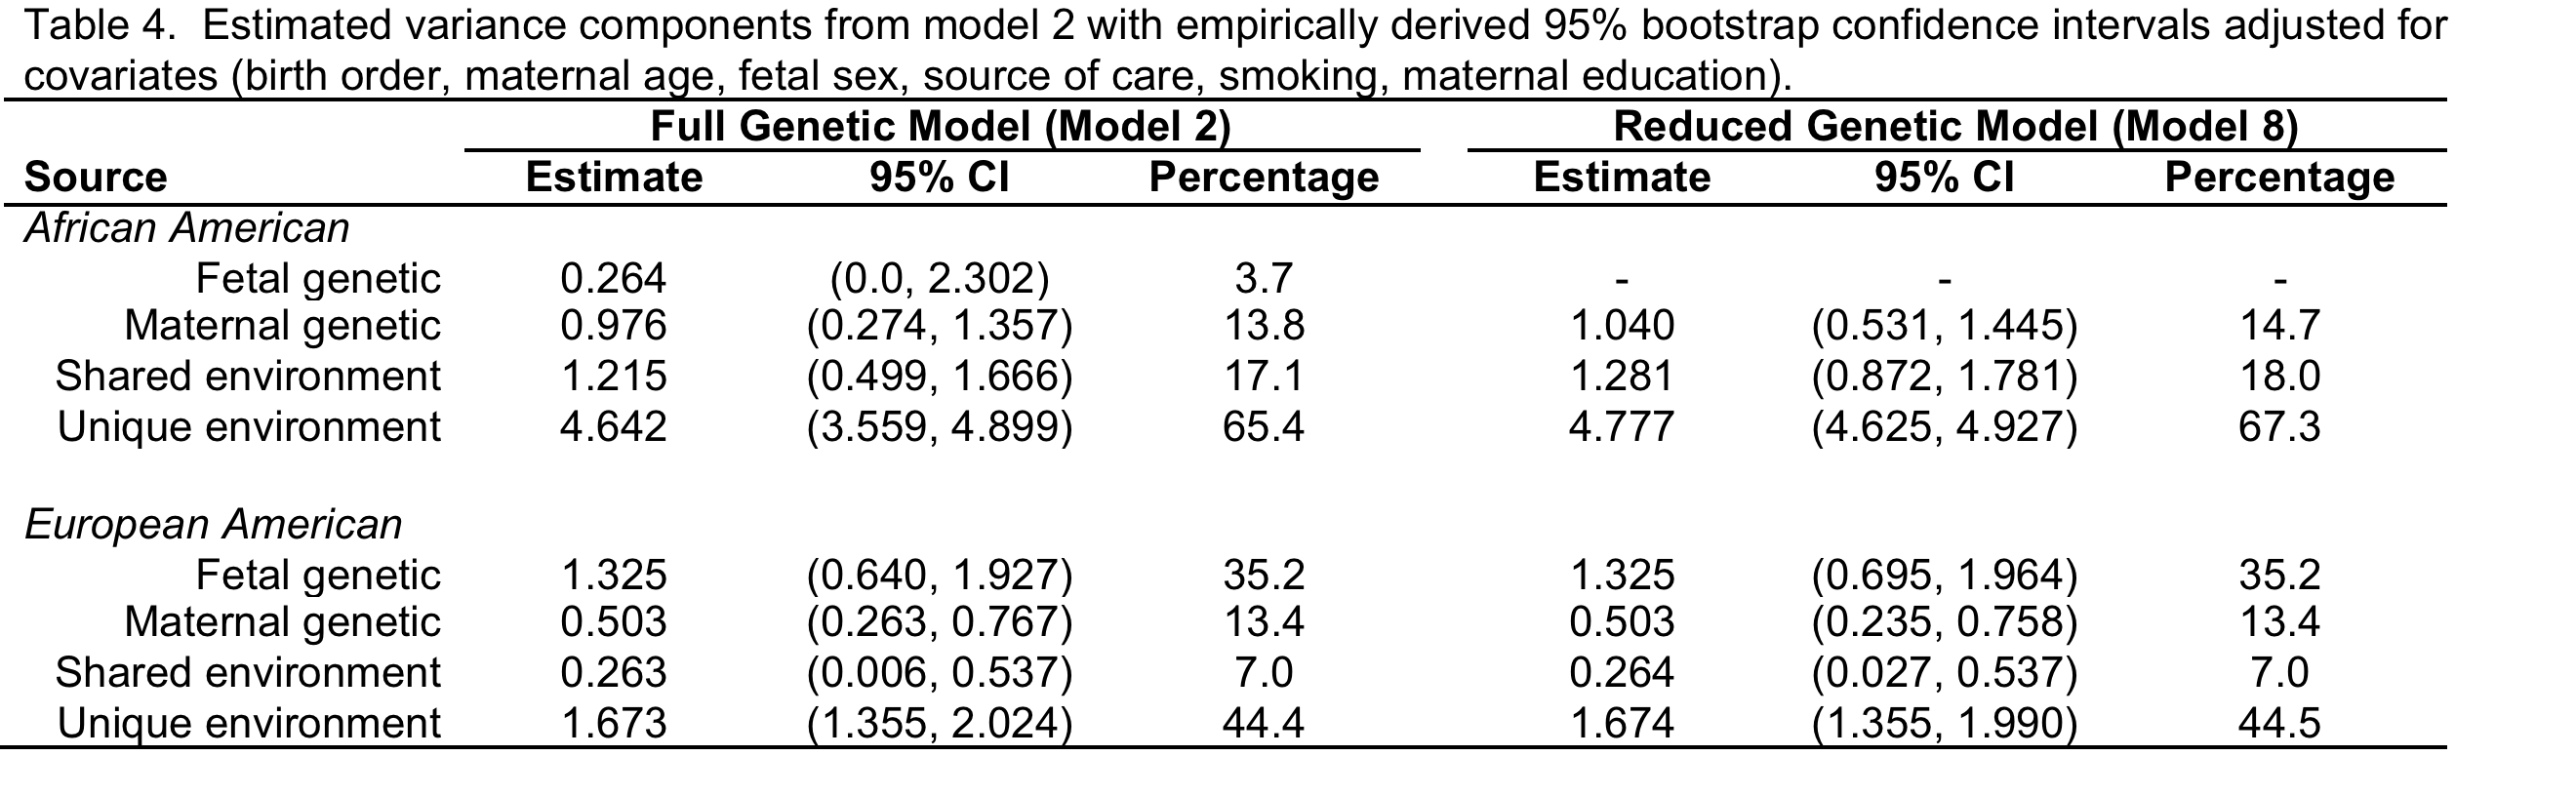 Table 4.  Estimated variance components from model 2 with empirically derived 95% bootstrap confidence intervals adjusted for
covariates (birth order, maternal age, fetal sex, source of care, smoking, maternal education).
Full Genetic Model (Model 2) Reduced Genetic Model (Model 8)
Source Estimate 95% CI Percentage Estimate 95% CI Percentage
African American
Fetal genetic 0.264 (0.0, 2.302) 3.7 - - -
Maternal genetic 0.976 (0.274, 1.357) 13.8 1.040 (0.531, 1.445) 14.7
Shared environment 1.215 (0.499, 1.666) 17.1 1.281 (0.872, 1.781) 18.0
Unique environment 4.642 (3.559, 4.899) 65.4 4.777 (4.625, 4.927) 67.3
European American
Fetal genetic 1.325 (0.640, 1.927) 35.2 1.325 (0.695, 1.964) 35.2
Maternal genetic 0.503 (0.263, 0.767) 13.4 0.503 (0.235, 0.758) 13.4
Shared environment 0.263 (0.006, 0.537) 7.0 0.264 (0.027, 0.537) 7.0
Unique environment 1.673 (1.355, 2.024) 44.4 1.674 (1.355, 1.990) 44.5